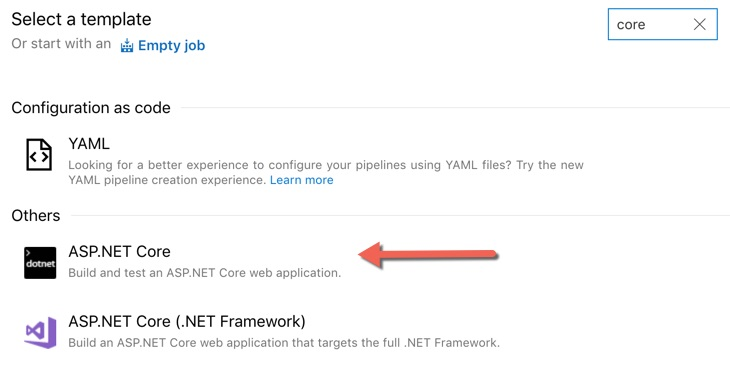 Select a template
core
Or start with an Empty job
Configuration as code
YAML
Looking for a better experience to configure your pipelines using YAML files? Try the new
YAML pipeline creation experience. Learn more
Others
dotnet
ASP.NET Core
Build and test an ASP.NET Core web application.
ASP.NET Core (.NET Framework)
Build an ASP.NET Core web application that targets the full .NET Framework.